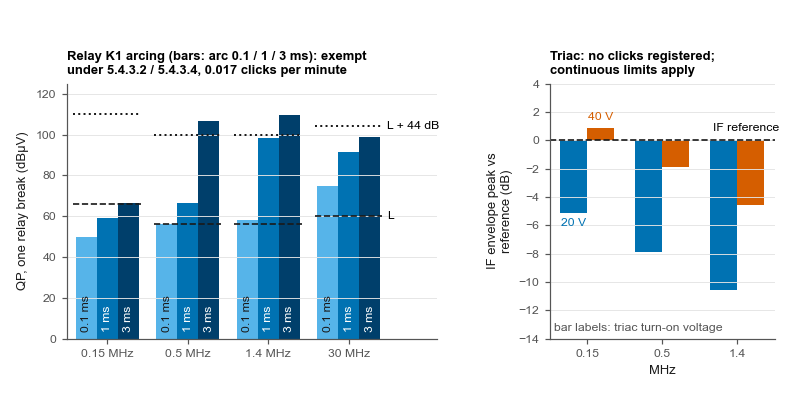 Relay K1 arcing (bars: arc 0.1 / 1 / 3 ms): exempt
under 5.4.3.2 / 5.4.3.4, 0.017 clicks per minute
QP, one relay break (dBµV)
120
100
80
60
40
20
0
L + 44 dB
L
0.1 ms
1 ms
3 ms
0.1 ms
1 ms
3 ms
0.1 ms
1 ms
3 ms
0.1 ms
1 ms
3 ms
0.15 MHz
0.5 MHz
1.4 MHz
30 MHz
Triac: no clicks registered;
continuous limits apply
IF envelope peak vs
reference (dB)
4
2
0
−2
−4
−6
−8
−10
−12
−14
40 V
IF reference
20 V
bar labels: triac turn-on voltage
0.15
0.5
1.4
MHz